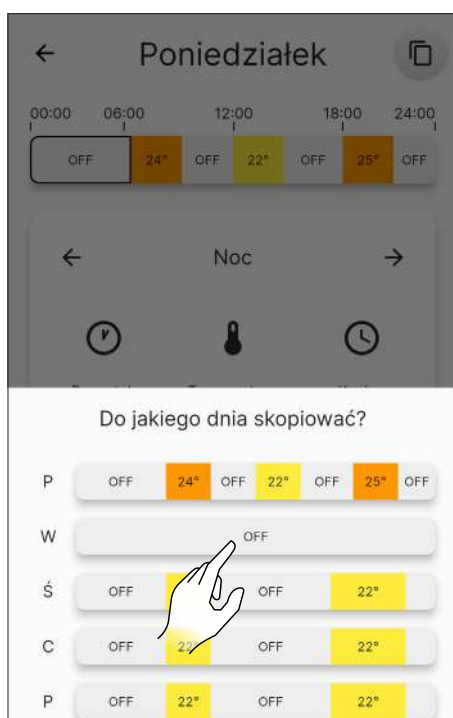 Poniedziałek
00:00 06:00 12:00 18:00 24:00
OFF 24° OFF 22° OFF 25° OFF
Noc
Do jakiego dnia skopiować?
P OFF 24° OFF 22° OFF 25° OFF
W OFF
Ś OFF OFF 22°
C OFF 22° OFF 22°
P OFF 22° OFF 22°